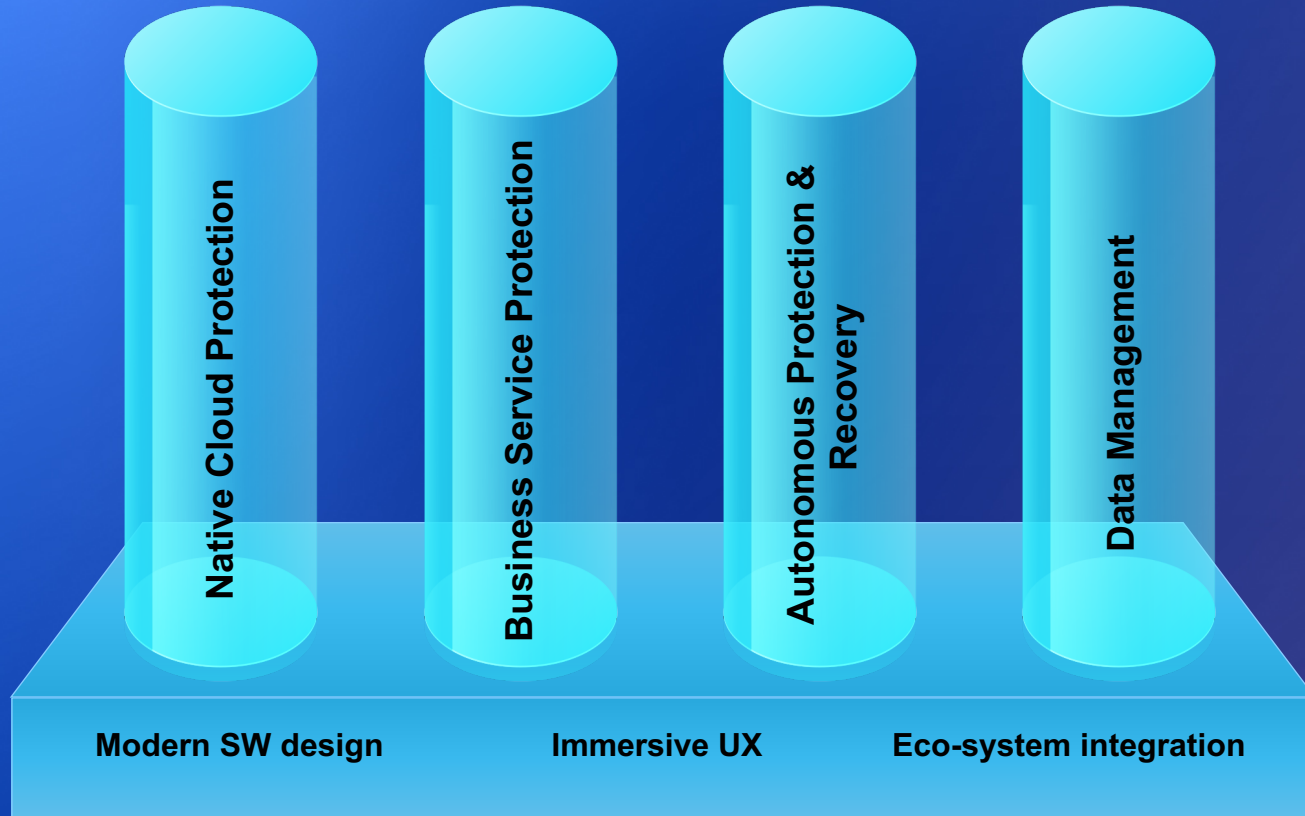 Native Cloud Protection
Business Service Protection
Autonomous Protection &
Recovery
Data Management
Modern SW design
Immersive UX
Eco-system integration